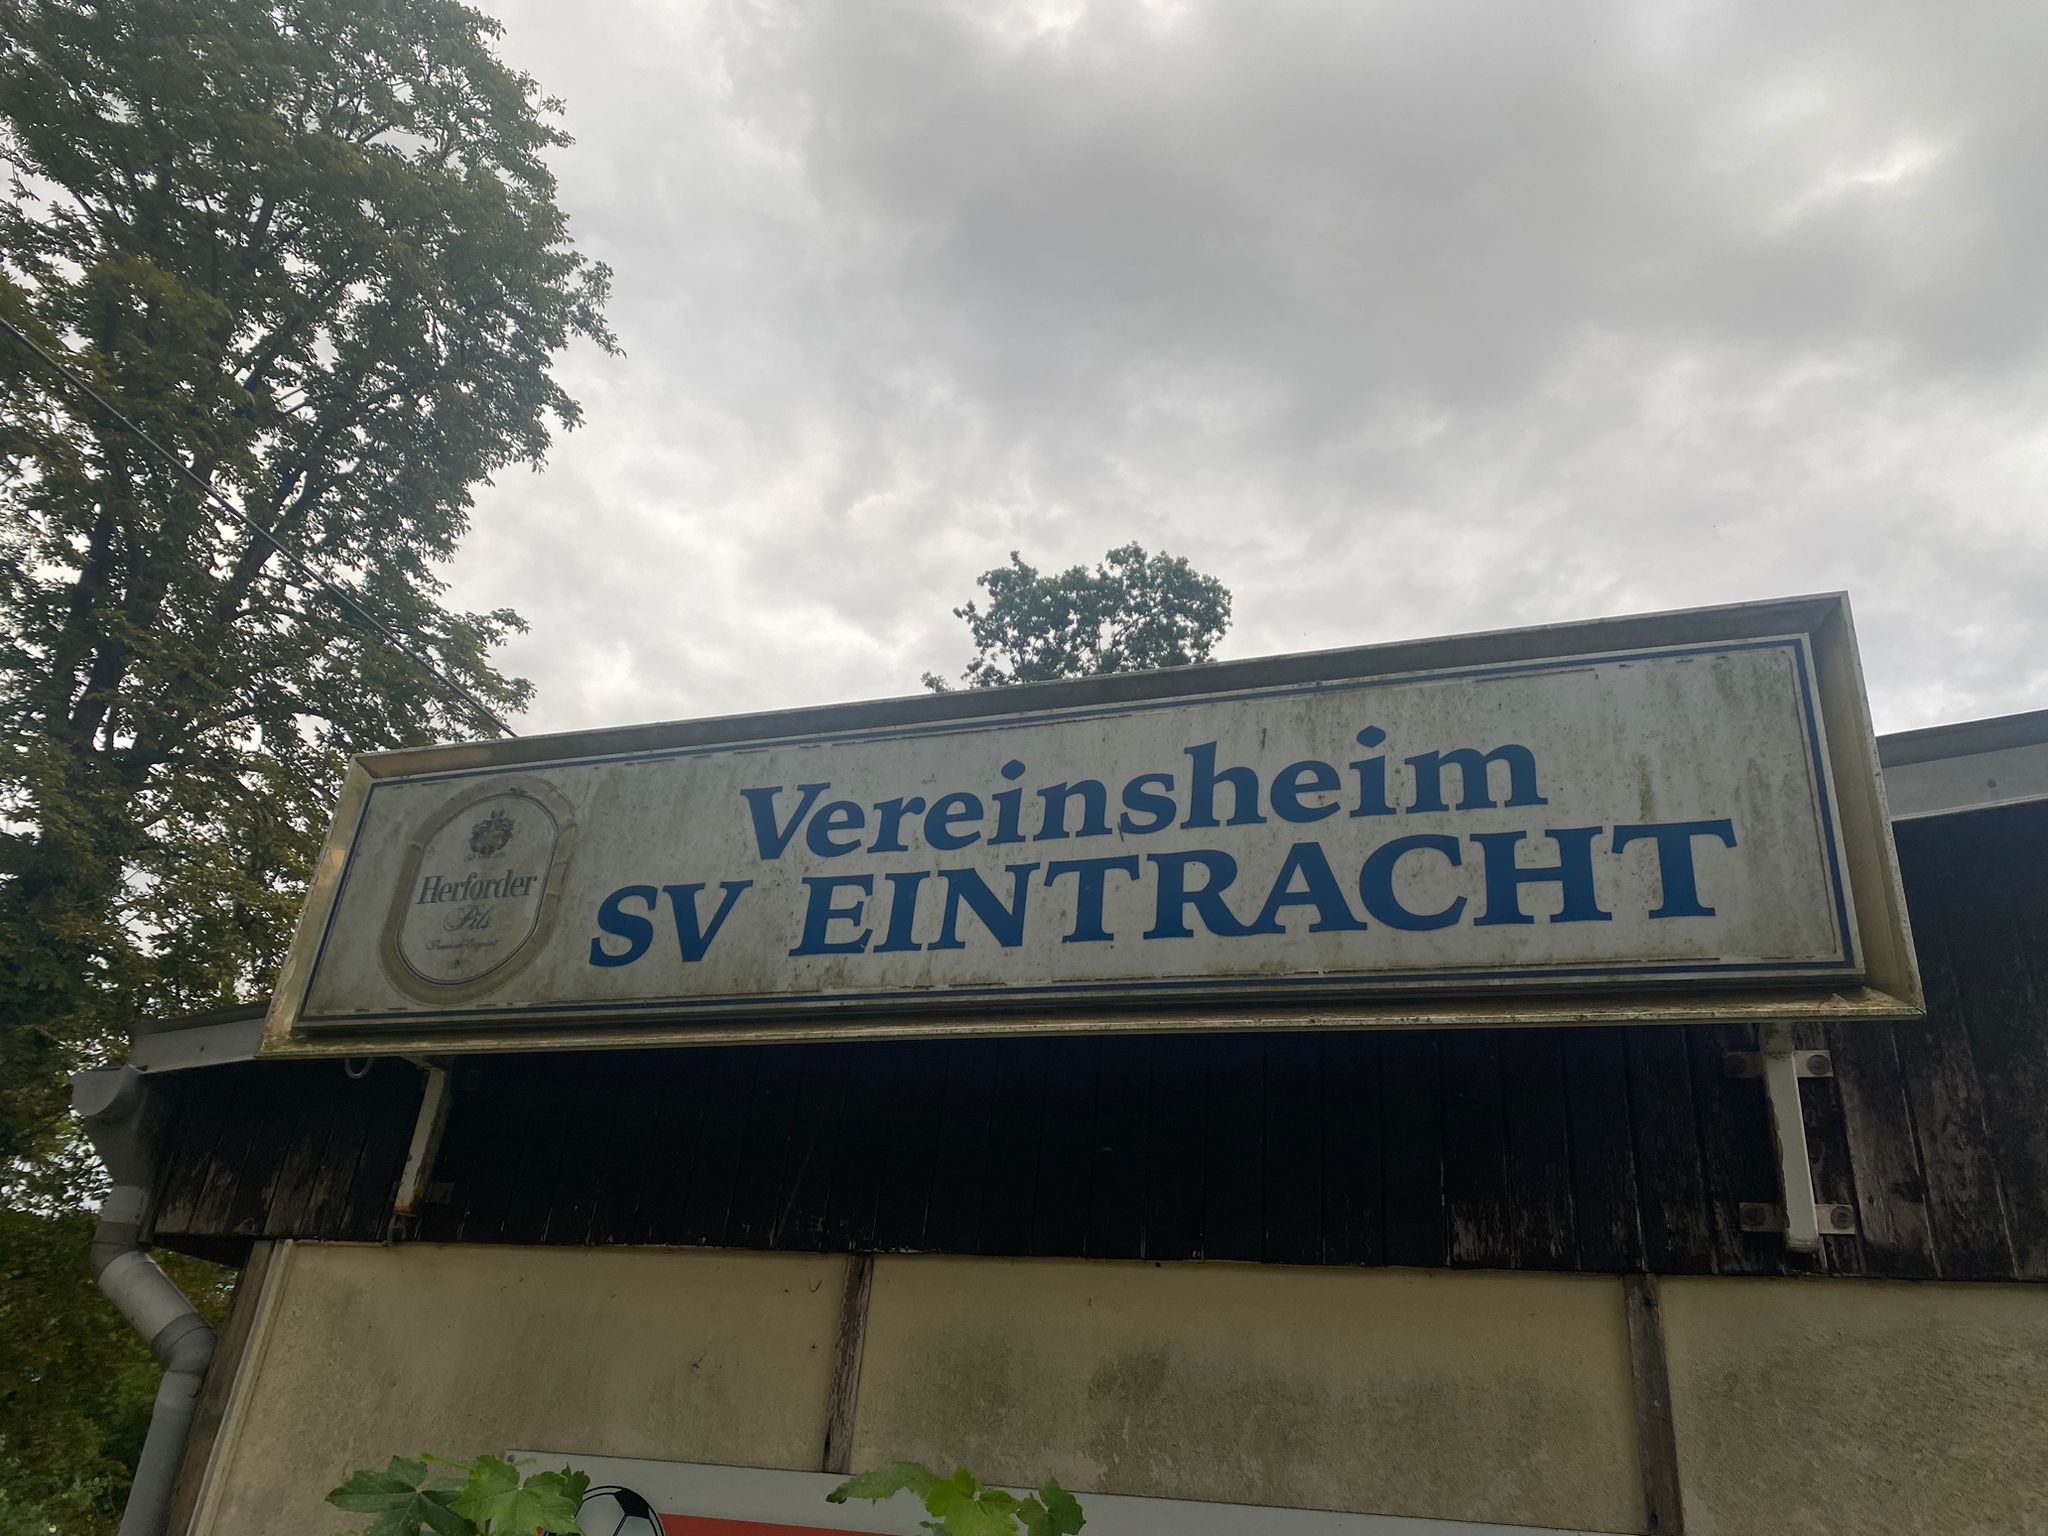 Herforder
Pils
Vereinsheim
SV EINTRACHT